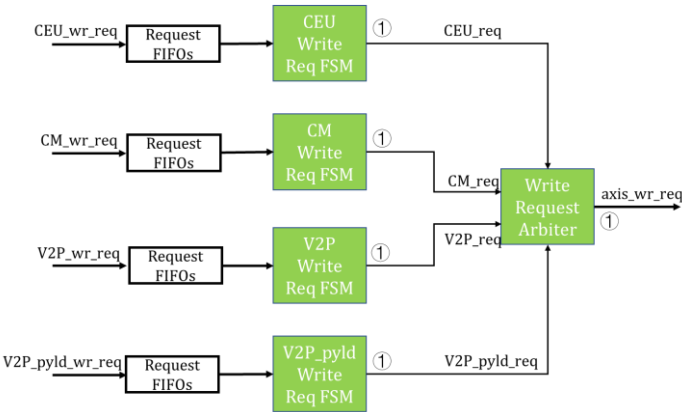 CEU_wr_req
Request
FIFOs
CEU
Write
Req FSM
①
CEU_req
CM_wr_req
Request
FIFOs
CM
Write
Req FSM
①
CM_req
Write
Request
Arbiter
axis_wr_req
①
V2P_wr_req
Request
FIFOs
V2P
Write
Req FSM
①
V2P_req
V2P_pyld_wr_req
Request
FIFOs
V2P_pyld
Write
Req FSM
①
V2P_pyld_req